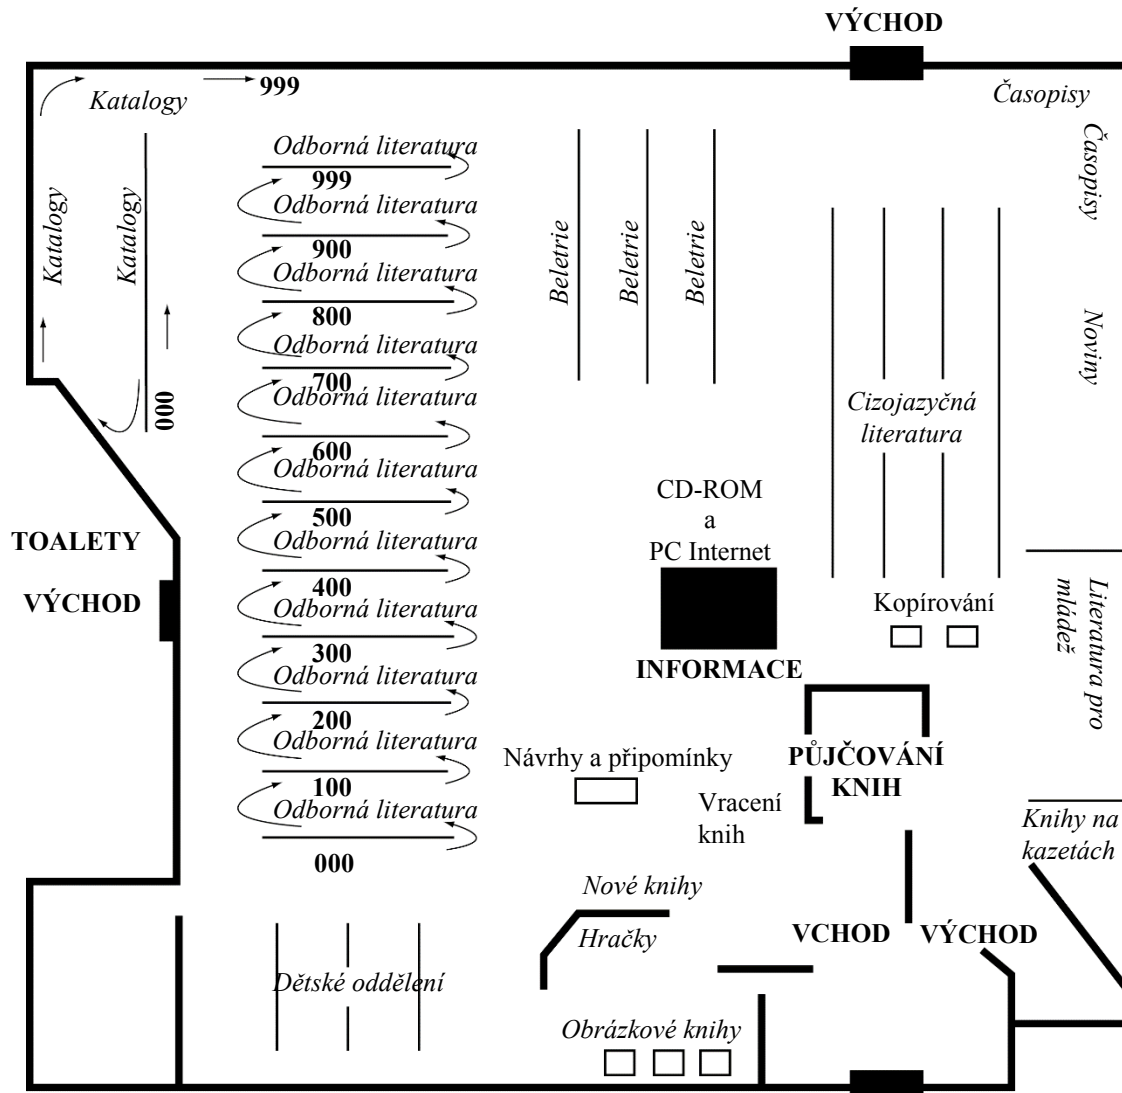 VÝCHOD
999
Katalogy
Časopisy
Časopisy
Katalogy
Katalogy
000
Odborná literatura
999
Odborná literatura
900
Odborná literatura
800
Odborná literatura
700
Odborná literatura
600
Odborná literatura
500
Odborná literatura
400
Odborná literatura
300
Odborná literatura
200
Odborná literatura
100
Odborná literatura
000
Beletrie
Beletrie
Beletrie
Noviny
Cizojazyčná
literatura
CD-ROM
a
PC Internet
INFORMACE
TOALETY
VÝCHOD
Kopírování
Literatura pro
mládež
Návrhy a připomínky
PŮJČOVÁNÍ
KNIH
Vracení
knih
Knihy na
kazetách
Nové knihy
Hračky
VCHOD
VÝCHOD
Dětské oddělení
Obrázkové knihy